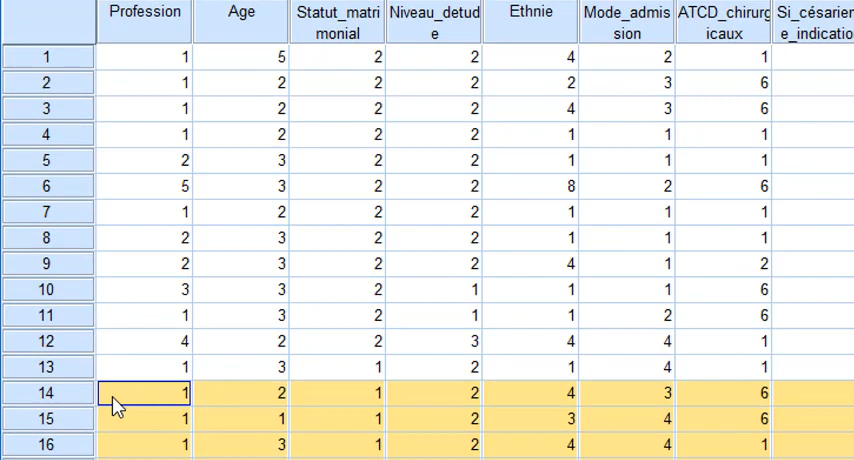 Profession Age Statut_matri Niveau_detud Ethnie Mode_admis ATCD_chirurg Si_césarien
monial e sion icaux e_indicatio
1 1 5 2 2 4 2 1
2 1 2 2 2 2 3 6
3 1 2 2 2 4 3 6
4 1 2 2 2 1 1 1
5 2 3 2 2 1 1 1
6 5 3 2 2 8 2 6
7 1 2 2 2 1 1 1
8 2 3 2 2 1 1 1
9 2 3 2 2 4 1 2
10 3 3 2 1 1 1 6
11 1 3 2 1 1 2 6
12 4 2 2 3 4 4 1
13 1 3 1 2 1 4 1
14 1 2 1 2 4 3 6
15 1 1 1 2 3 4 6
16 1 3 1 2 4 4 1